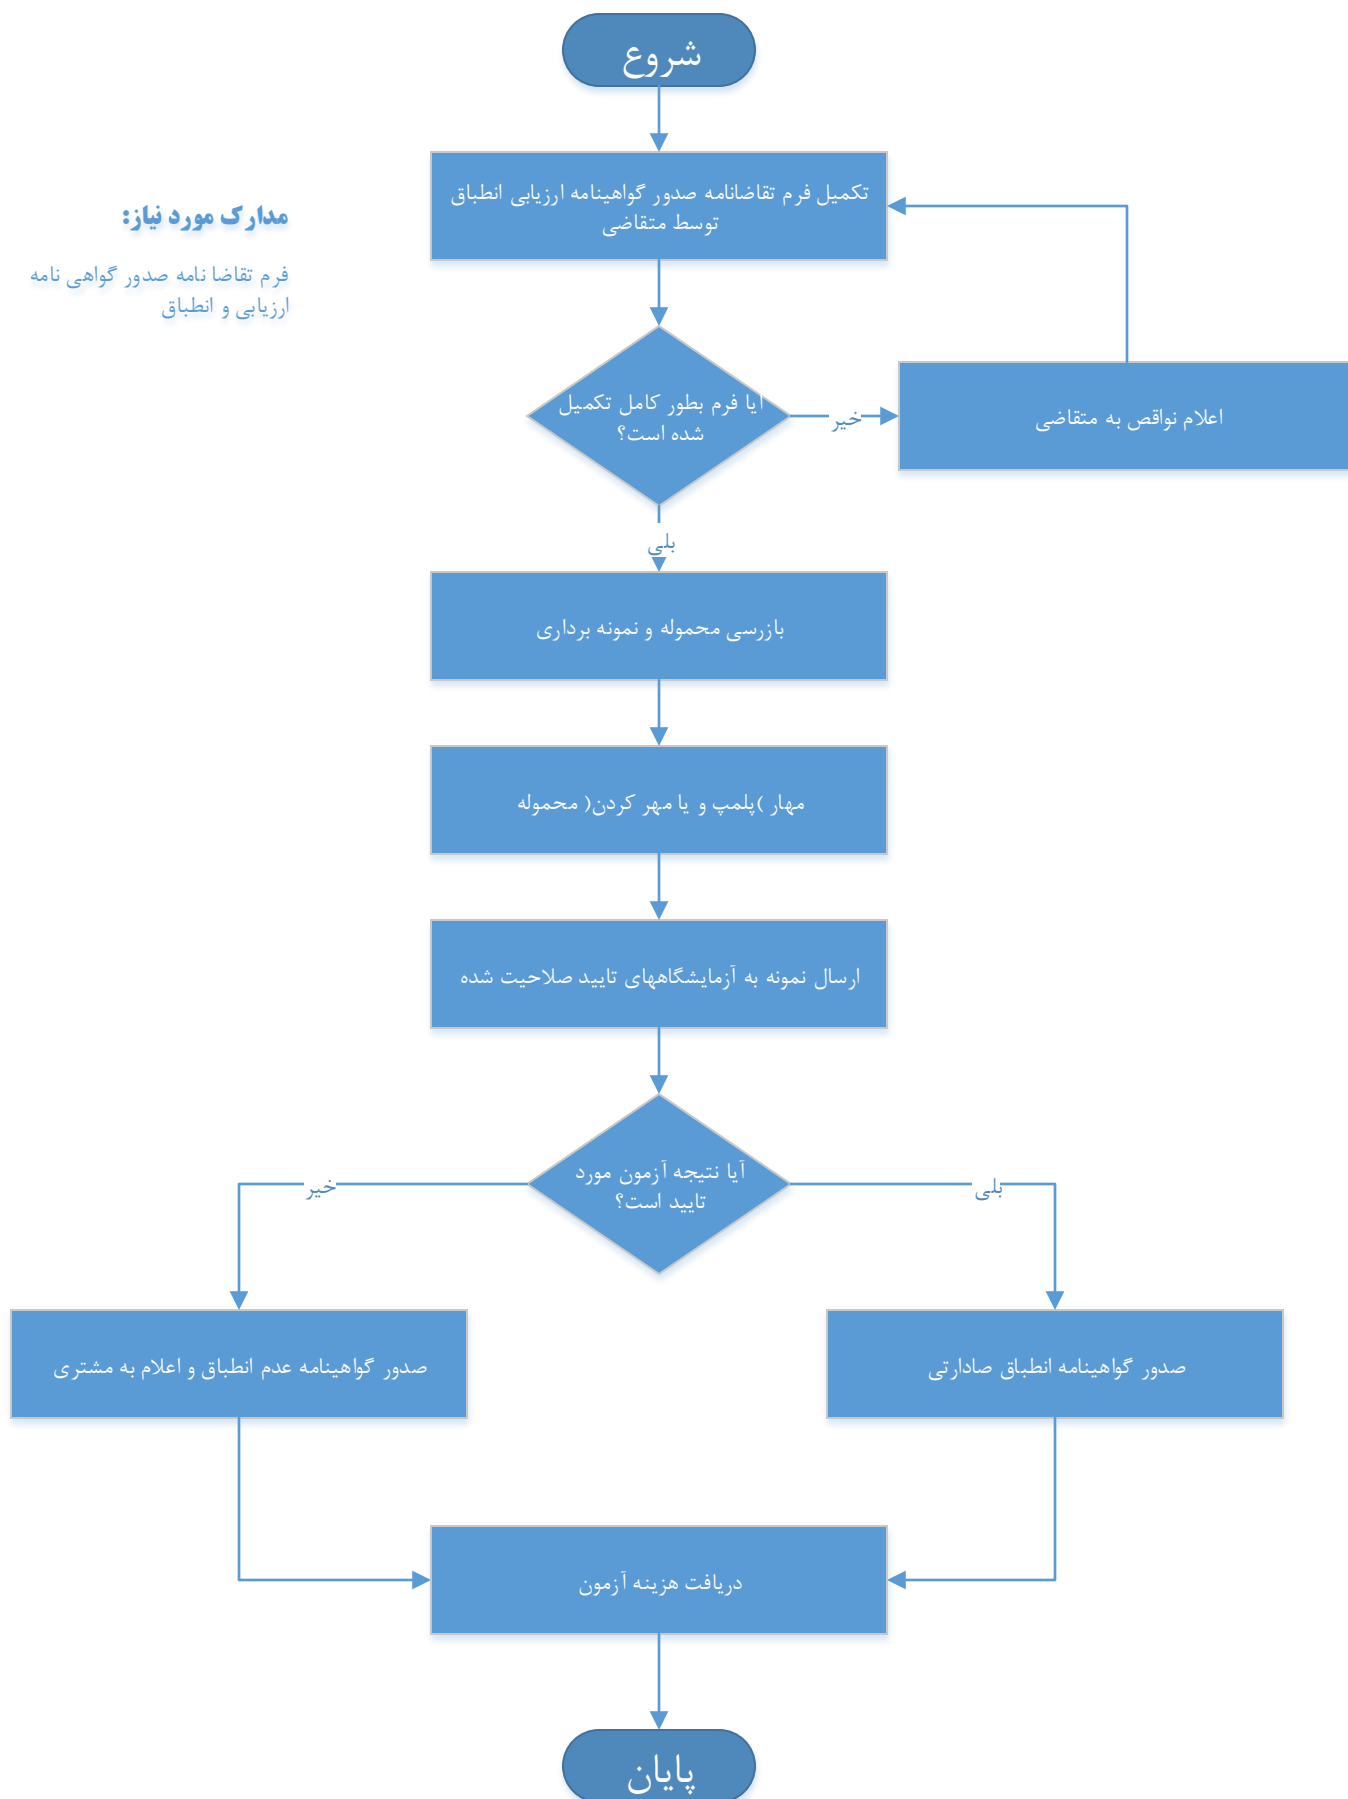 شروع
تکمیل فرم تقاضانامه صدور گواهینامه ارزیابی انطباق
توسط متقاضی
مدارک مورد نیاز:
فرم تقاضا نامه صدور گواهی نامه
ارزیابی و انطباق
آیا فرم بطور کامل تکمیل
شده است؟
خیر
اعلام نواقص به متقاضی
بلی
بازرسی محموله و نمونه برداری
مهار )پلمپ و یا مهر کردن( محموله
ارسال نمونه به آزمایشگاههای تایید صلاحیت شده
آیا نتیجه آزمون مورد
تایید است؟
بلی
خیر
صدور گواهینامه انطباق صادارتی
صدور گواهینامه عدم انطباق و اعلام به مشتری
دریافت هزینه آزمون
پایان